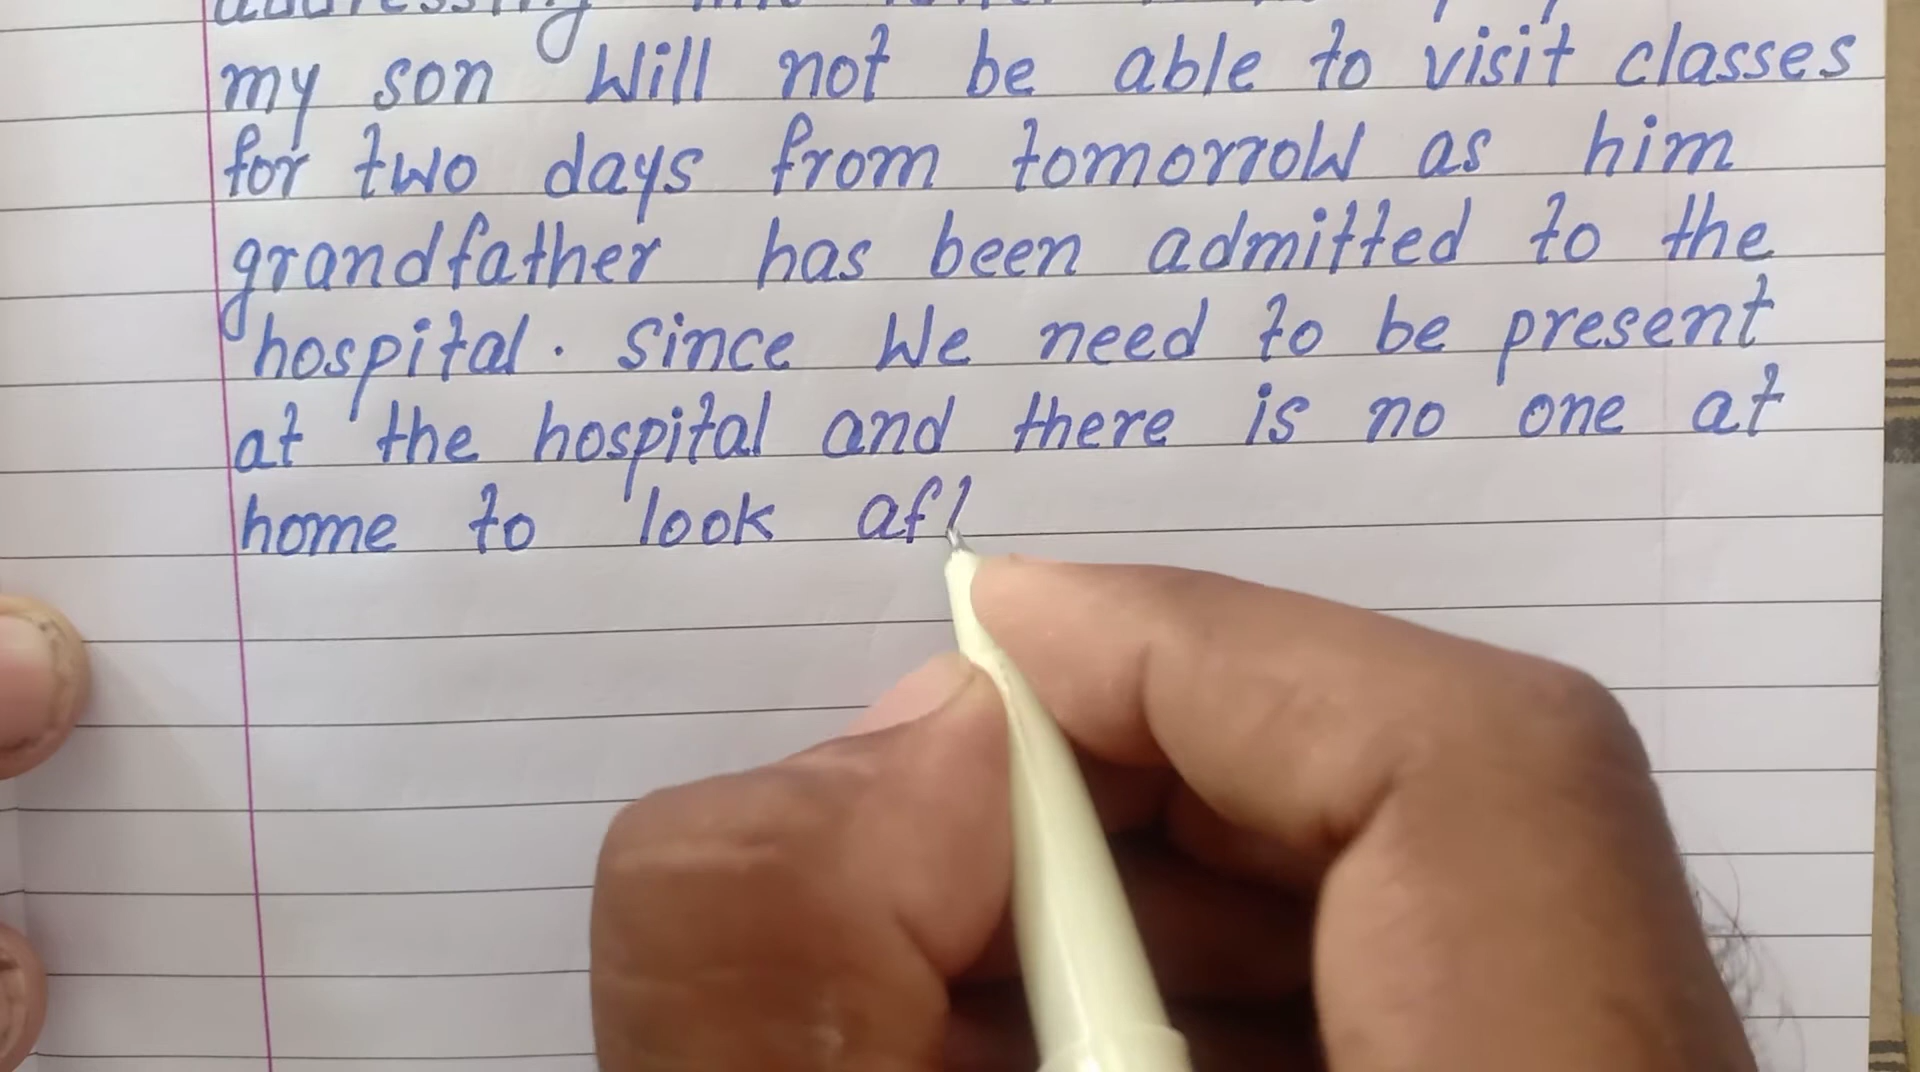 addressing
my son Will not be able to visit classes
for two days from tomorroW as him
grandfather has been admitted to the
hospital. Since We need to be present
at the hospital and there is no one at
home to look af